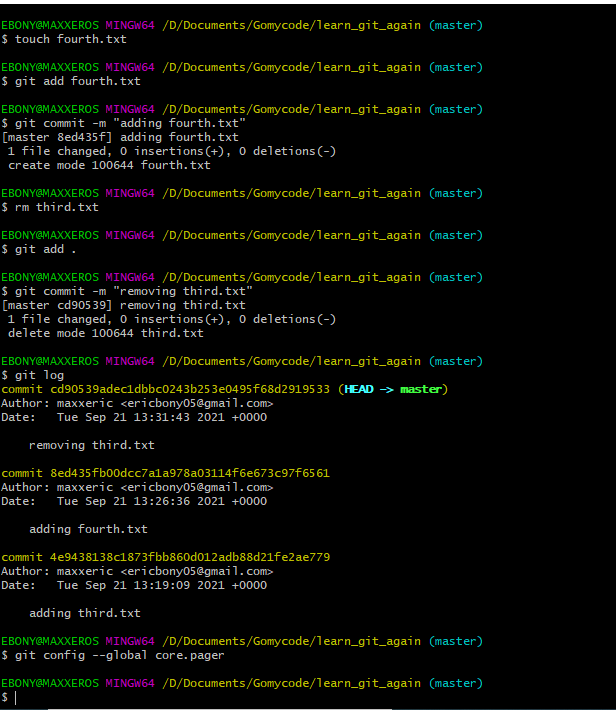 EBONY@MAXXEROS MINGW64 /D/Documents/Gomycode/learn_git_again (master)
$ touch fourth.txt
EBONY@MAXXEROS MINGW64 /D/Documents/Gomycode/learn_git_again (master)
$ git add fourth.txt
EBONY@MAXXEROS MINGW64 /D/Documents/Gomycode/learn_git_again (master)
$ git commit -m "adding fourth.txt"
[master 8ed435f] adding fourth.txt
 1 file changed, 0 insertions(+), 0 deletions(-)
 create mode 100644 fourth.txt
EBONY@MAXXEROS MINGW64 /D/Documents/Gomycode/learn_git_again (master)
$ rm third.txt
EBONY@MAXXEROS MINGW64 /D/Documents/Gomycode/learn_git_again (master)
$ git add .
EBONY@MAXXEROS MINGW64 /D/Documents/Gomycode/learn_git_again (master)
$ git commit -m "removing third.txt"
[master cd90539] removing third.txt
 1 file changed, 0 insertions(+), 0 deletions(-)
 delete mode 100644 third.txt
EBONY@MAXXEROS MINGW64 /D/Documents/Gomycode/learn_git_again (master)
$ git log
commit cd90539adec1dbbc0243b253e0495f68d2919533 (HEAD -> master)
Author: maxxeric <ericbony05@gmail.com>
Date:   Tue Sep 21 13:31:43 2021 +0000
    removing third.txt
commit 8ed435fb00dcc7a1a978a03114f6e673c97f6561
Author: maxxeric <ericbony05@gmail.com>
Date:   Tue Sep 21 13:26:36 2021 +0000
    adding fourth.txt
commit 4e9438138c1873fbb860d012adb88d21fe2ae779
Author: maxxeric <ericbony05@gmail.com>
Date:   Tue Sep 21 13:19:09 2021 +0000
    adding third.txt
EBONY@MAXXEROS MINGW64 /D/Documents/Gomycode/learn_git_again (master)
$ git config --global core.pager
EBONY@MAXXEROS MINGW64 /D/Documents/Gomycode/learn_git_again (master)
$